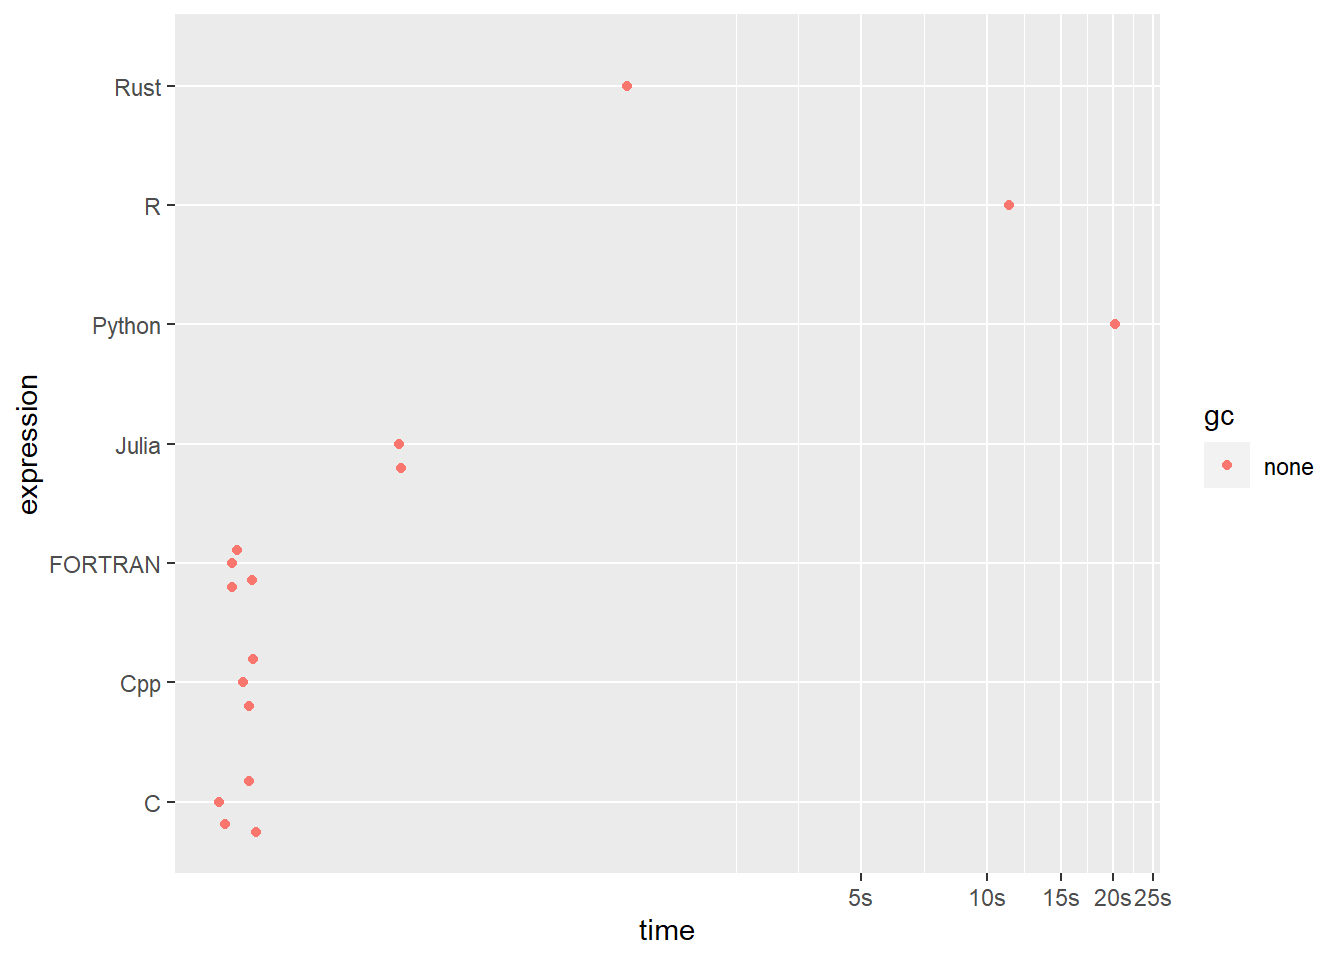 Rust
R
Python
Julia
FORTRAN
Cpp
C
expression
5s
10s
15s
20s
25s
time
gc
none